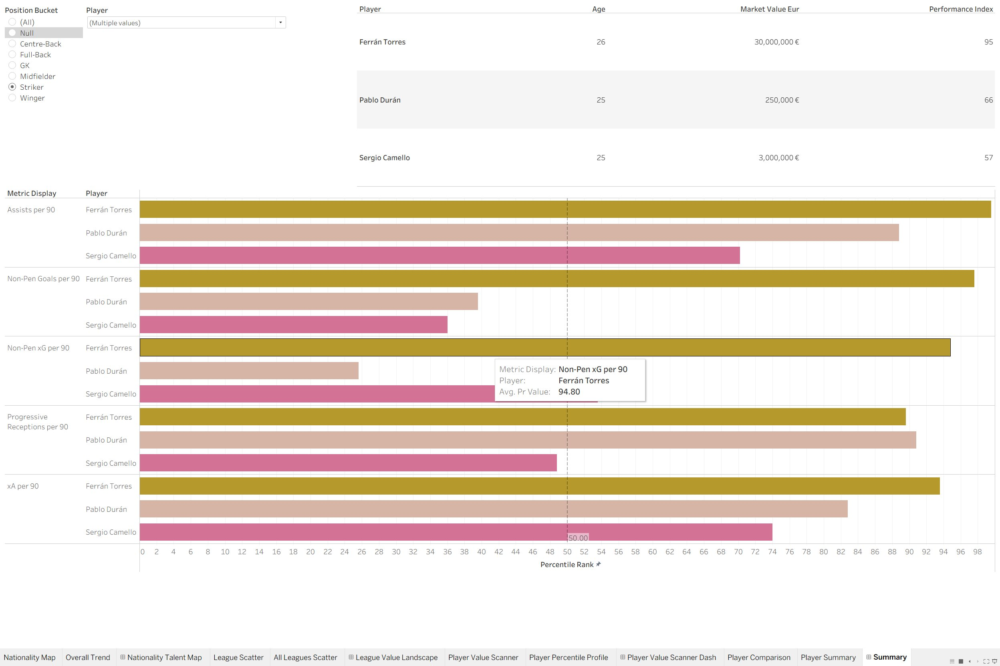 Position Bucket
(All)
Null
Centre-Back
Full-Back
GK
Midfielder
Striker
Winger
Player
(Multiple values)
Player Age Market Value Eur Performance Index
Ferrán Torres 26 30,000,000 € 95
Pablo Durán 25 250,000 € 66
Sergio Camello 25 3,000,000 € 57
Metric Display Player
Assists per 90 Ferrán Torres
Pablo Durán
Sergio Camello
Non-Pen Goals per 90 Ferrán Torres
Pablo Durán
Sergio Camello
Non-Pen xG per 90 Ferrán Torres
Pablo Durán
Sergio Camello
Metric Display: Non-Pen xG per 90
Player: Ferrán Torres
Avg. Pr Value: 94.80
Progressive Receptions per 90 Ferrán Torres
Pablo Durán
Sergio Camello
xA per 90 Ferrán Torres
Pablo Durán
Sergio Camello
50.00
0 2 4 6 8 10 12 14 16 18 20 22 24 26 28 30 32 34 36 38 40 42 44 46 48 50 52 54 56 58 60 62 64 66 68 70 72 74 76 78 80 82 84 86 88 90 92 94 96 98
Percentile Rank
Nationality Map Overall Trend Nationality Talent Map League Scatter All Leagues Scatter League Value Landscape Player Value Scanner Player Percentile Profile Player Value Scanner Dash Player Comparison Player Summary Summary